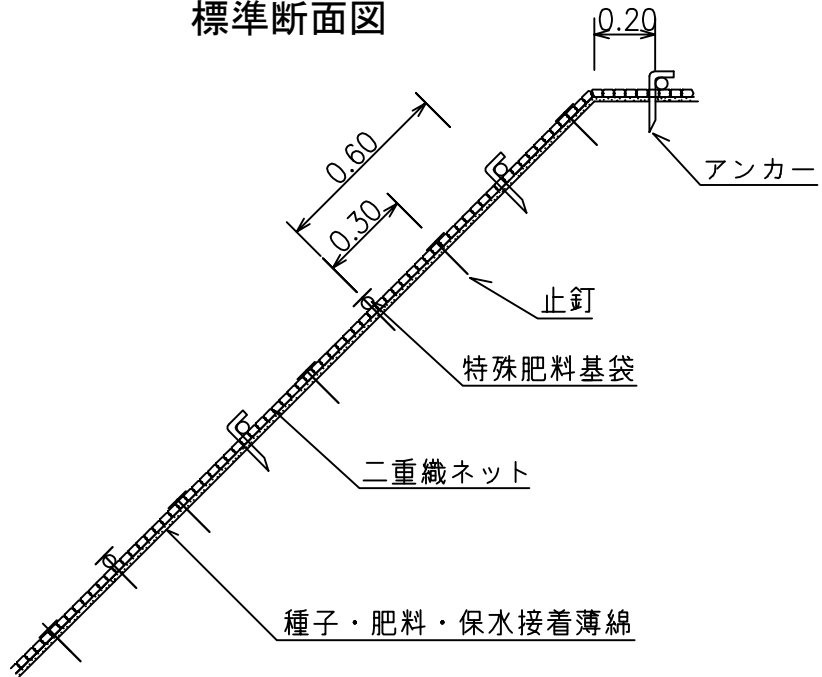 標準断面図
0.20
アンカー
0.60
0.30
止釘
特殊肥料基袋
二重織ネット
種子・肥料・保水接着薄綿